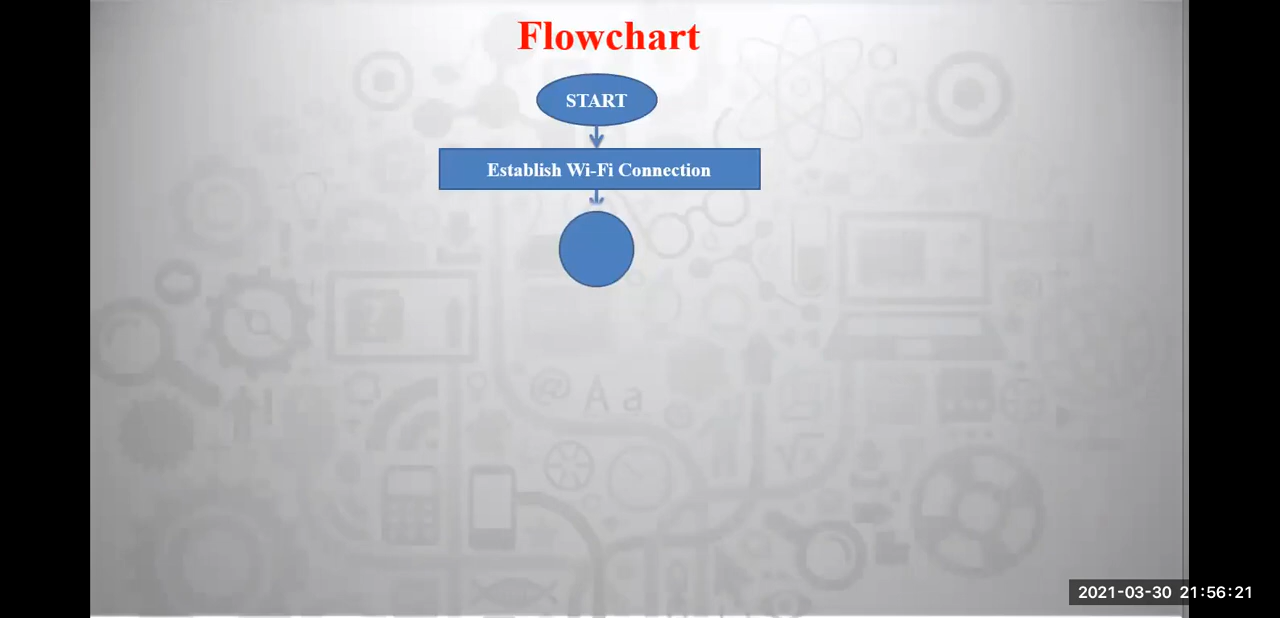 Flowchart
START
Establish Wi-Fi Connection
@ A a
?
2021-03-30 21:56:21